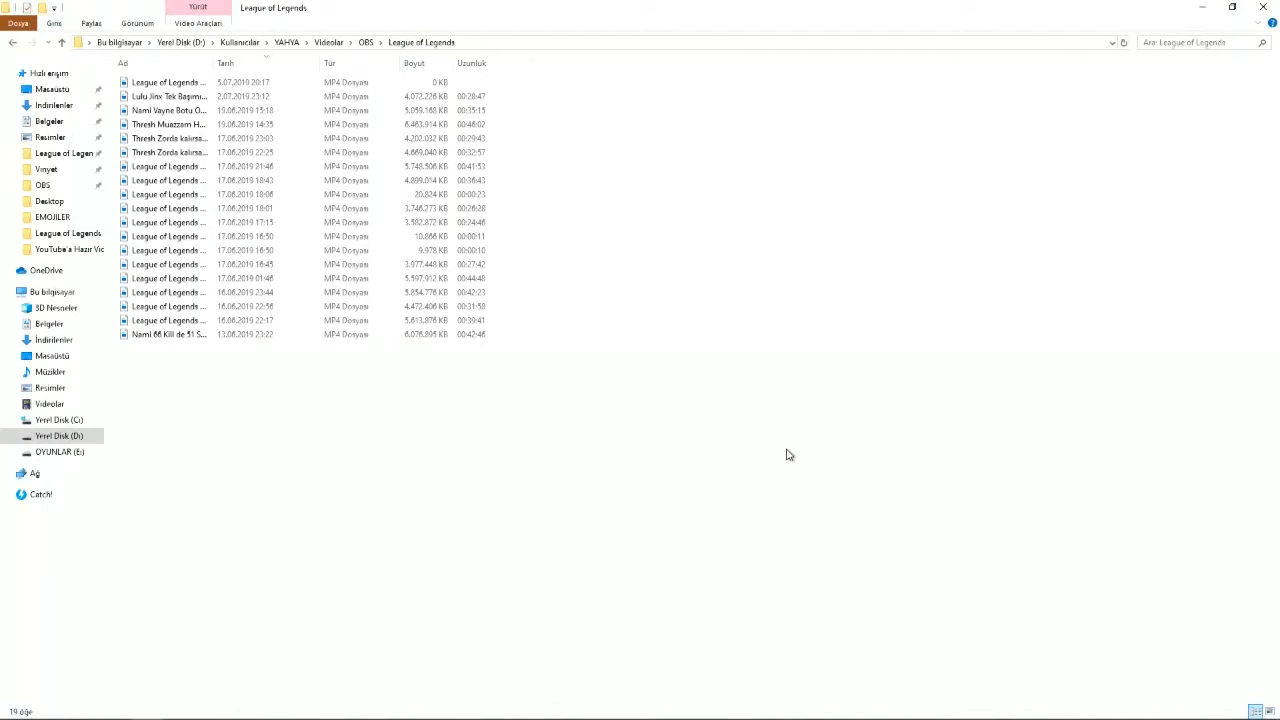 Yürüt League of Legends
Dosya Giriş Paylaş Görünüm Video Araçları
Bu bilgisayar › Yerel Disk (D:) › Kullanıcılar › YAHYA › Videolar › OBS › League of Legends
Ara: League of Legends
Ad Tarih Tür Boyut Uzunluk
League of Legends ... 5.07.2019 20:17 MP4 Dosyası 0 KB
Lulu Jinx Tek Başımı... 2.07.2019 23:12 MP4 Dosyası 4.072.226 KB 00:28:47
Nami Vayne Botu O... 19.06.2019 15:18 MP4 Dosyası 5.059.168 KB 00:35:15
Thresh Muazzam H... 19.06.2019 14:35 MP4 Dosyası 6.463.914 KB 00:46:02
Thresh Zorda kalırsa... 17.06.2019 23:03 MP4 Dosyası 4.202.032 KB 00:29:43
Thresh Zorda kalırsa... 17.06.2019 22:25 MP4 Dosyası 4.669.040 KB 00:32:57
League of Legends ... 17.06.2019 21:46 MP4 Dosyası 5.748.506 KB 00:41:53
League of Legends ... 17.06.2019 18:43 MP4 Dosyası 4.899.014 KB 00:36:43
League of Legends ... 17.06.2019 18:06 MP4 Dosyası 20.824 KB 00:00:23
League of Legends ... 17.06.2019 18:01 MP4 Dosyası 3.746.273 KB 00:26:28
League of Legends ... 17.06.2019 17:15 MP4 Dosyası 3.582.872 KB 00:24:46
League of Legends ... 17.06.2019 16:50 MP4 Dosyası 10.866 KB 00:00:11
League of Legends ... 17.06.2019 16:50 MP4 Dosyası 9.978 KB 00:00:10
League of Legends ... 17.06.2019 16:45 MP4 Dosyası 3.977.448 KB 00:27:42
League of Legends ... 17.06.2019 01:46 MP4 Dosyası 5.597.912 KB 00:44:48
League of Legends ... 16.06.2019 23:44 MP4 Dosyası 5.854.776 KB 00:42:23
League of Legends ... 16.06.2019 22:56 MP4 Dosyası 4.472.406 KB 00:31:58
League of Legends ... 16.06.2019 22:17 MP4 Dosyası 5.613.876 KB 00:39:41
Nami 66 Kill de 51 S... 13.06.2019 23:22 MP4 Dosyası 6.076.895 KB 00:42:46
Hızlı erişim
Masaüstü
İndirilenler
Belgeler
Resimler
League of Legen
Vinyet
OBS
Desktop
EMOJİLER
League of Legends
YouTube'a Hazır Vic
OneDrive
Bu bilgisayar
3D Nesneler
Belgeler
İndirilenler
Masaüstü
Müzikler
Resimler
Videolar
Yerel Disk (C:)
Yerel Disk (D:)
OYUNLAR (E:)
Ağ
Catch!
19 öğe